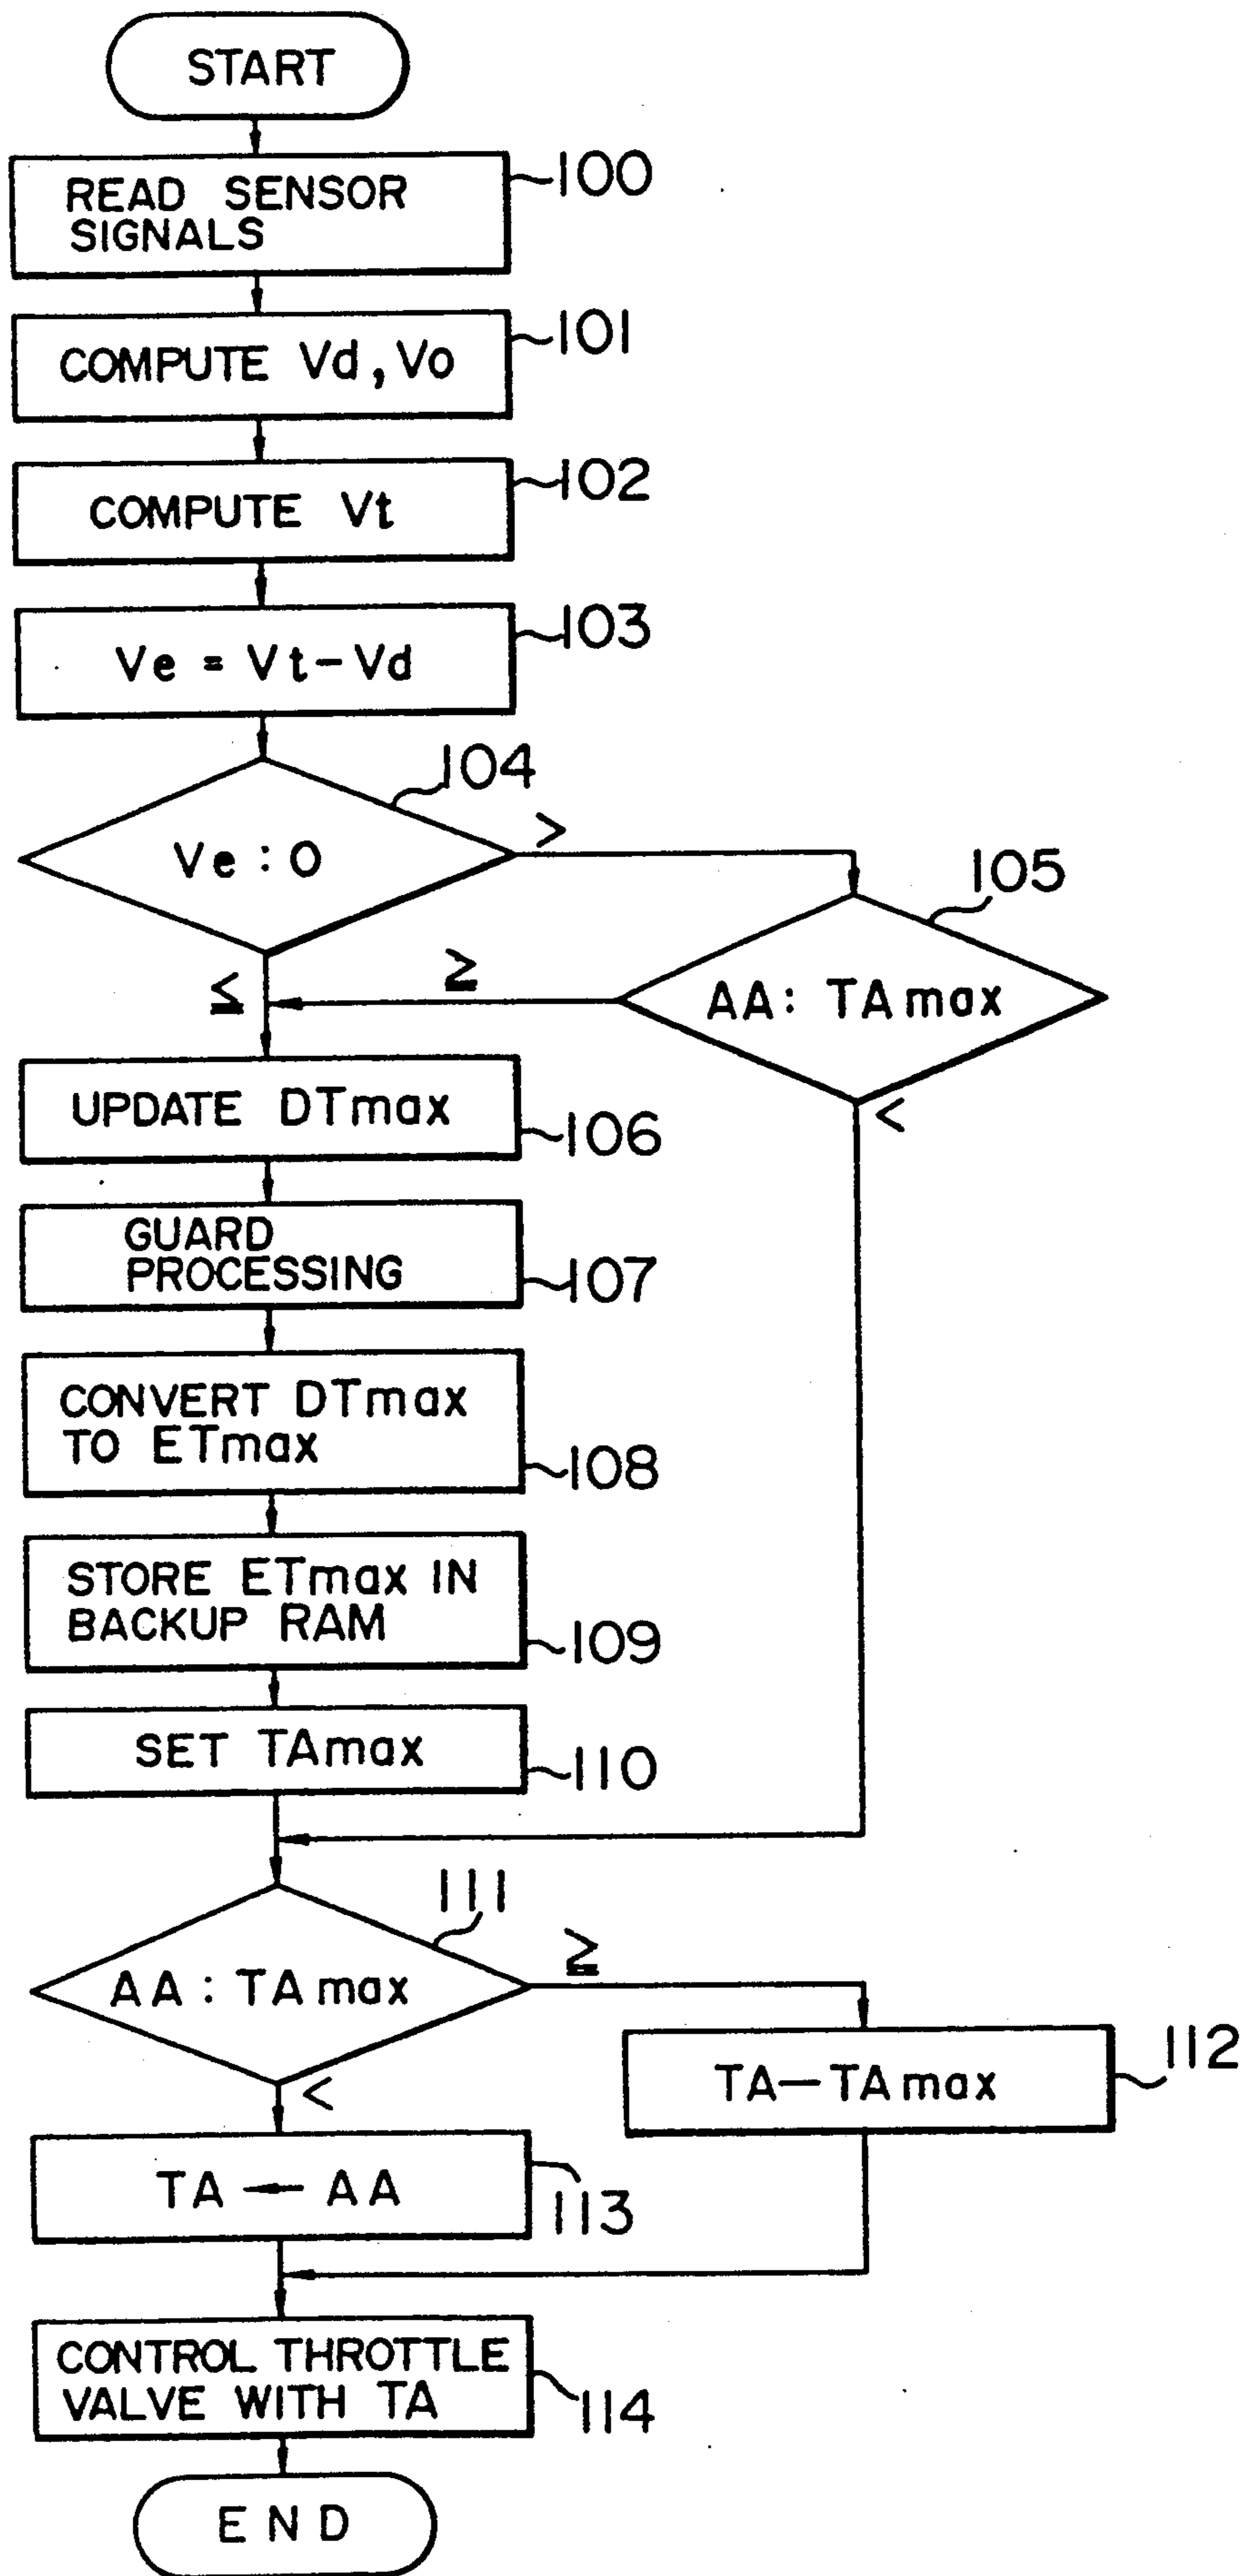 START
READ SENSOR
SIGNALS
100
COMPUTE Vd, Vo
101
COMPUTE Vt
102
Ve = Vt-Vd
103
104
Ve : 0
>
105
AA: TAmax
≥
≤
<
UPDATE DTmax
106
GUARD
PROCESSING
107
CONVERT DTmax
TO ETmax
108
STORE ETmax IN
BACKUP RAM
109
SET TAmax
110
111
AA : TAmax
≥
<
TA—TAmax
112
TA ← AA
113
CONTROL THROTTLE
VALVE WITH TA
114
END